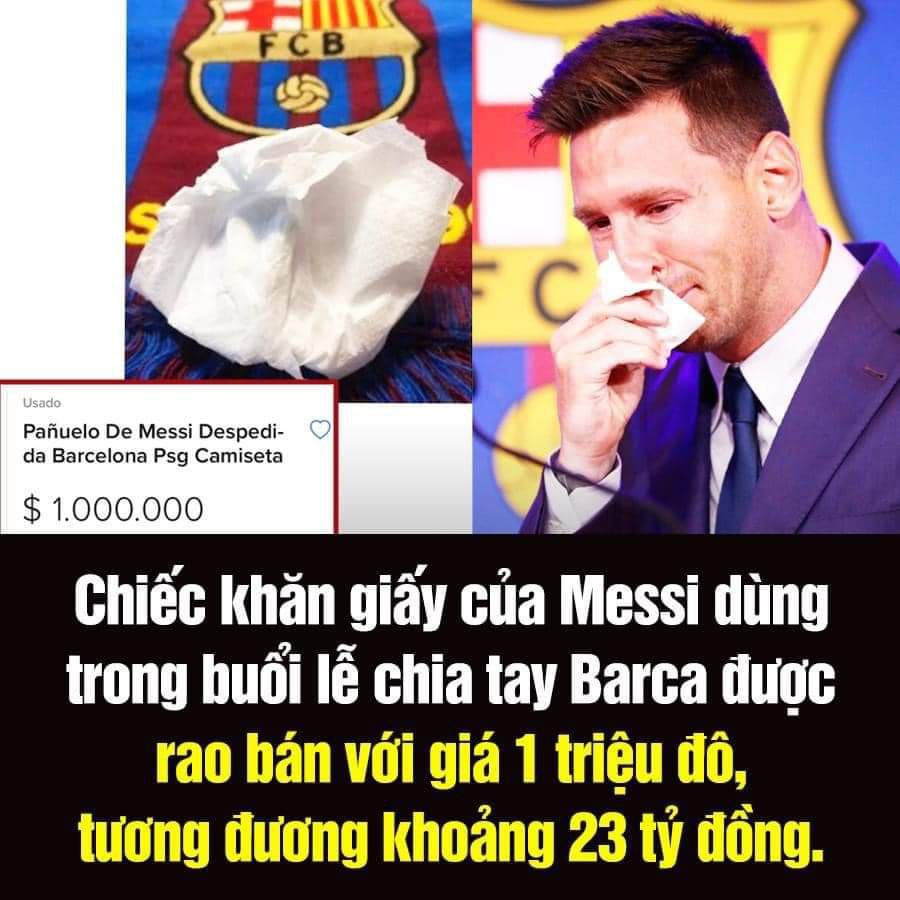 FCB
Usado
Pañuelo De Messi Despedi-
da Barcelona Psg Camiseta
$ 1.000.000
FC
Chiếc khăn giấy của Messi dùng
trong buổi lễ chia tay Barca được
rao bán với giá 1 triệu đô,
tương đương khoảng 23 tỷ đồng.